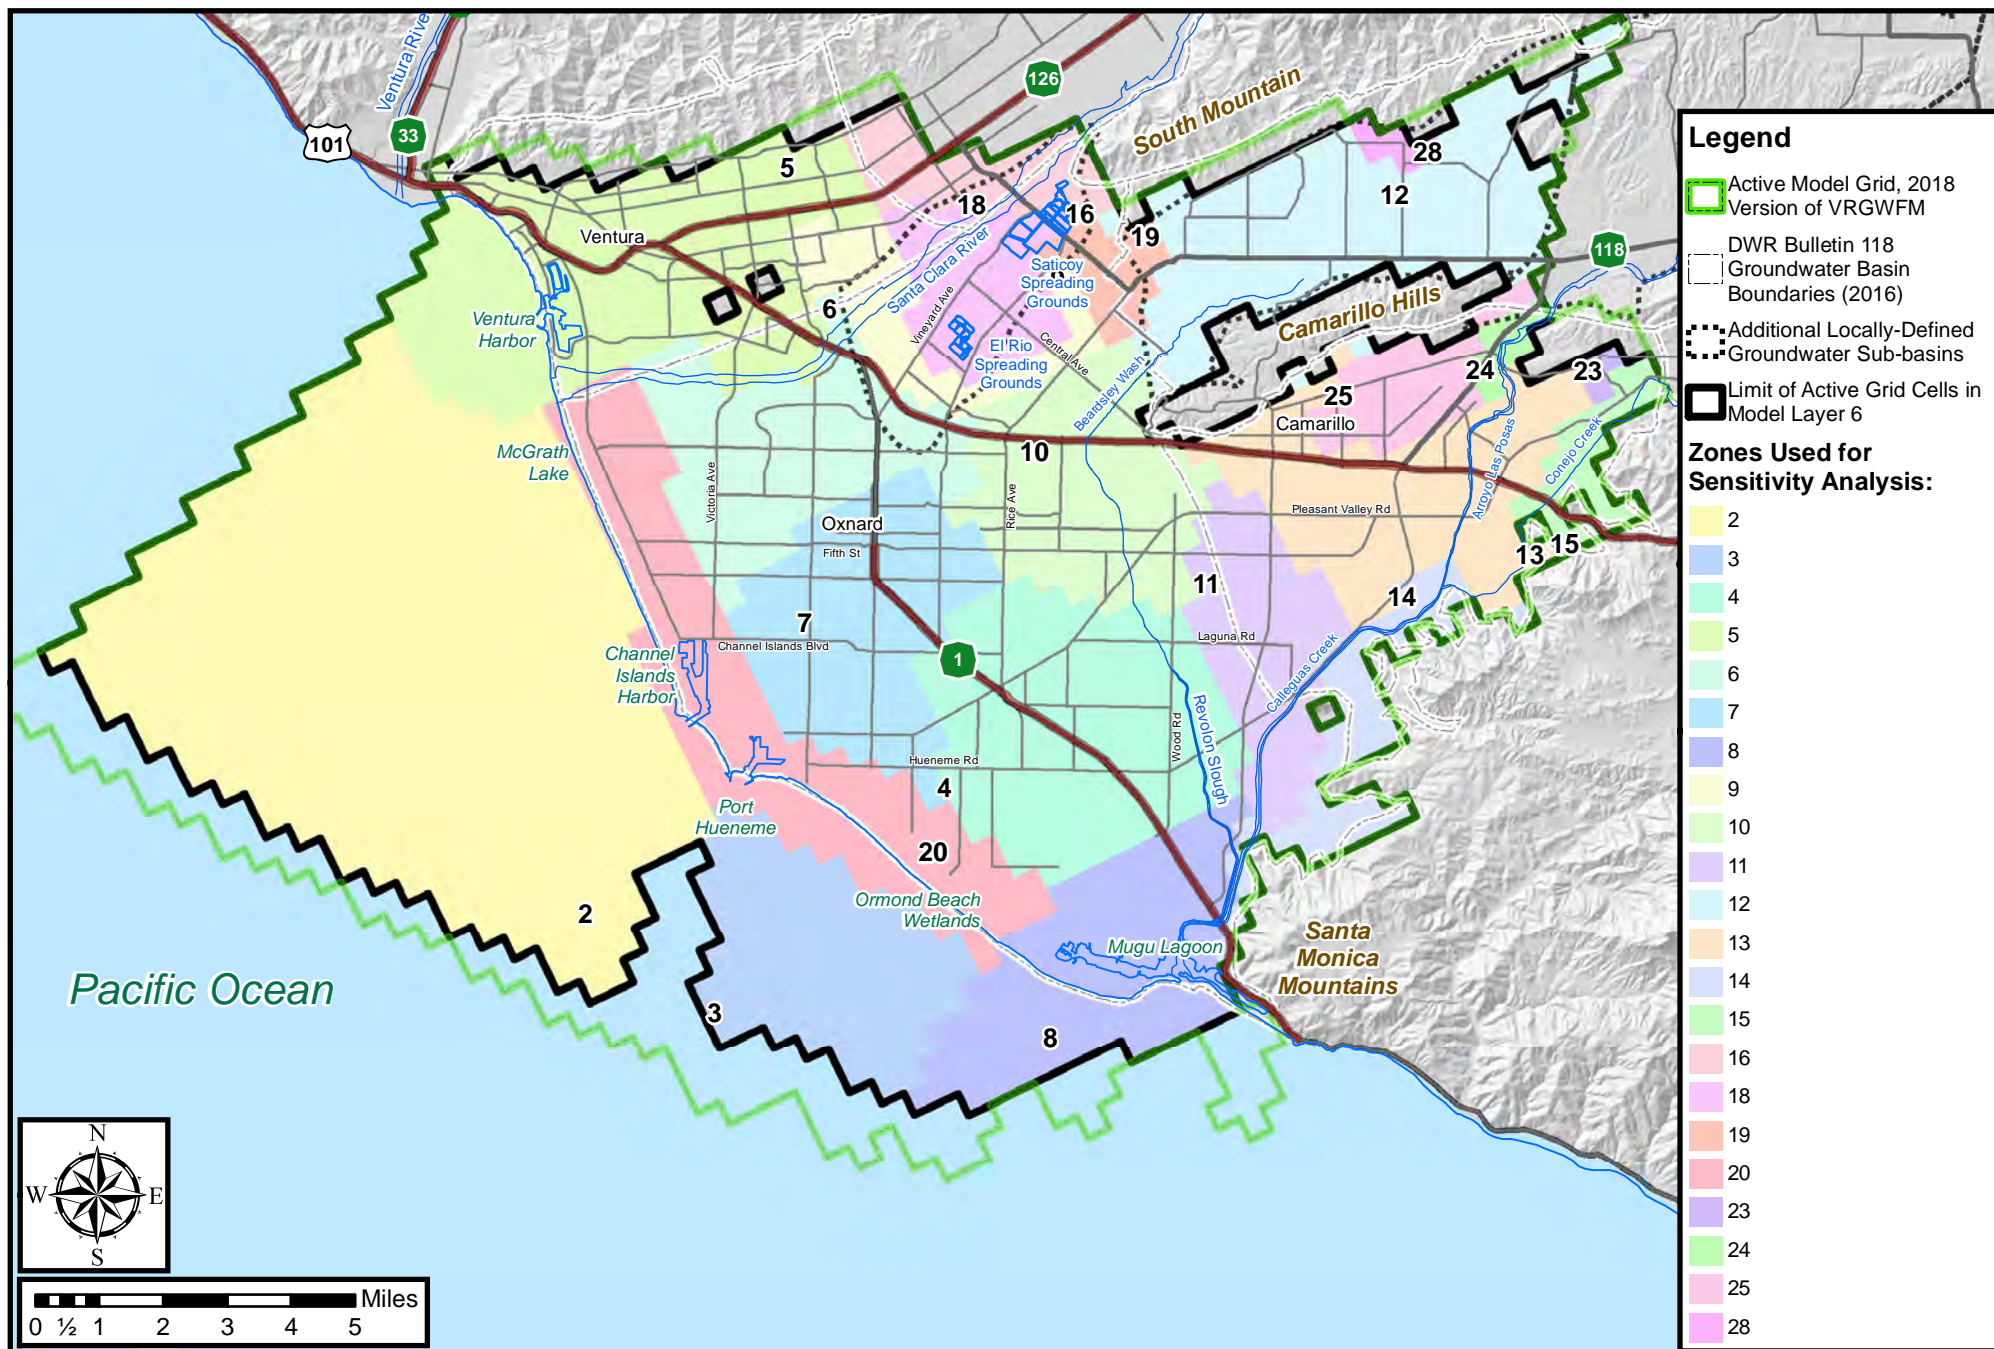 Ventura River
126
South Mountain
33
101
5
28
12
18
16
19
Ventura
118
Santa Clara River
Saticoy
Spreading
Grounds
Camarillo Hills
6
Vineyard Ave
Ventura
Harbor
El Rio
Spreading
Grounds
Central Ave
Beardsley Wash
24
23
25
Camarillo
McGrath
Lake
10
Arroyo Las Posas
Conejo Creek
Victoria Ave
Rice Ave
Pleasant Valley Rd
Oxnard
Fifth St
13
15
11
14
7
Channel Islands Blvd
Laguna Rd
Channel
Islands
Harbor
1
Calleguas Creek
Revolon Slough
Wood Rd
Hueneme Rd
4
Port
Hueneme
20
Ormond Beach
Wetlands
2
Mugu Lagoon
Santa
Monica
Mountains
Pacific Ocean
3
8
N
W
E
S
Miles
0 ½ 1 2 3 4 5
Legend
Active Model Grid, 2018
Version of VRGWFM
DWR Bulletin 118
Groundwater Basin
Boundaries (2016)
Additional Locally-Defined
Groundwater Sub-basins
Limit of Active Grid Cells in
Model Layer 6
Zones Used for
Sensitivity Analysis:
2
3
4
5
6
7
8
9
10
11
12
13
14
15
16
18
19
20
23
24
25
28